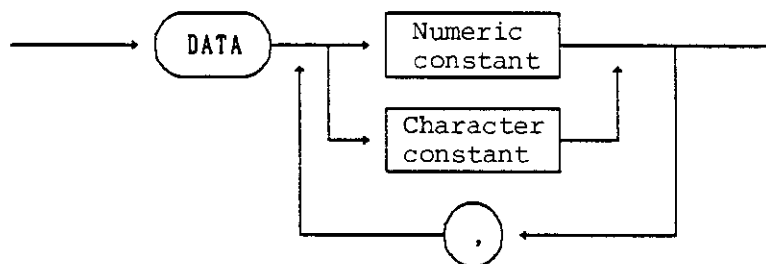 DATA
Numeric
constant
Character
constant
,